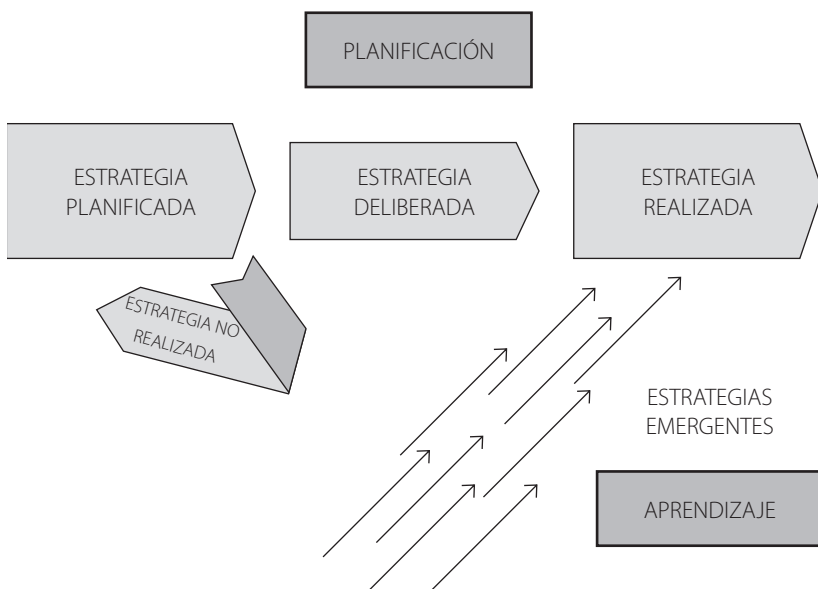 PLANIFICACIÓN
ESTRATEGIA
PLANIFICADA
ESTRATEGIA
DELIBERADA
ESTRATEGIA
REALIZADA
ESTRATEGIA NO
REALIZADA
ESTRATEGIAS
EMERGENTES
APRENDIZAJE